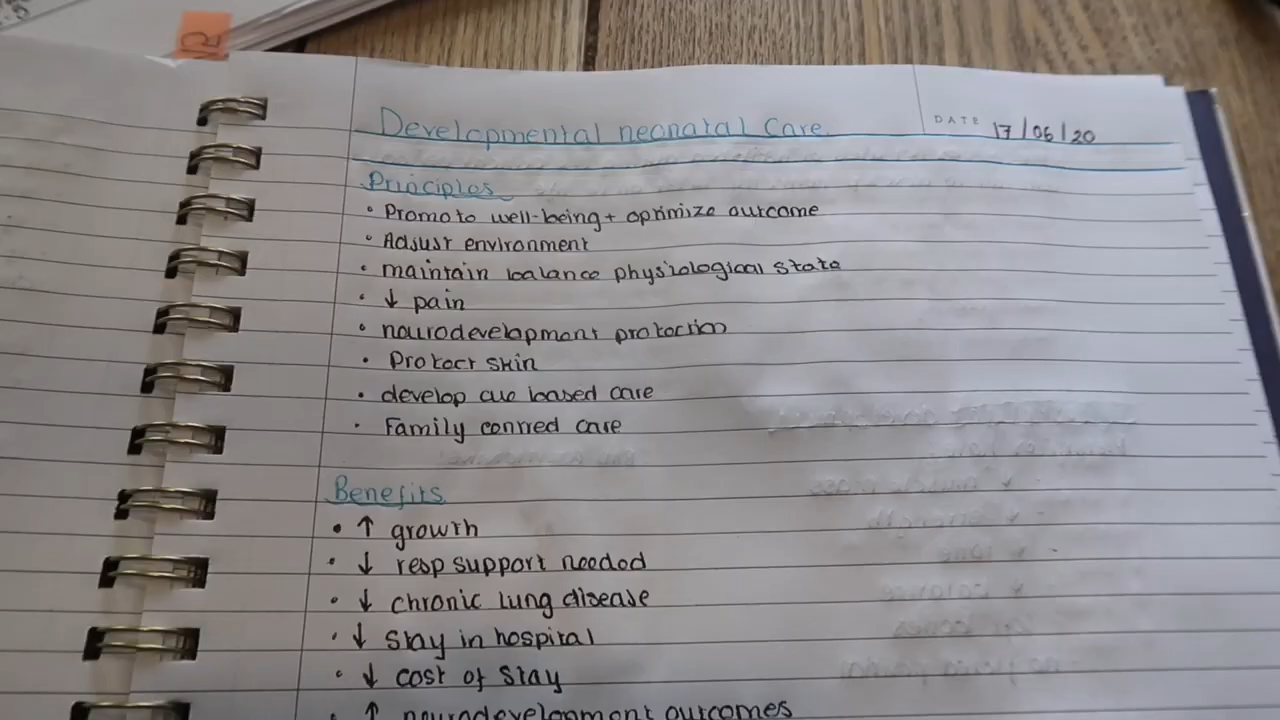 Developmental neonatal care
DATE 17/06/20
Principles
• Promote well-being + optimize outcome
• Adjust environment
• maintain balance physiological state
• ↓ pain
• neurodevelopment protection
• Protect skin
• develop cue based care
• Family centred care
Benefits
• ↑ growth
• ↓ resp support needed
• ↓ chronic lung disease
• ↓ stay in hospital
• ↓ cost of stay
• ↑ neurodevelopment outcomes